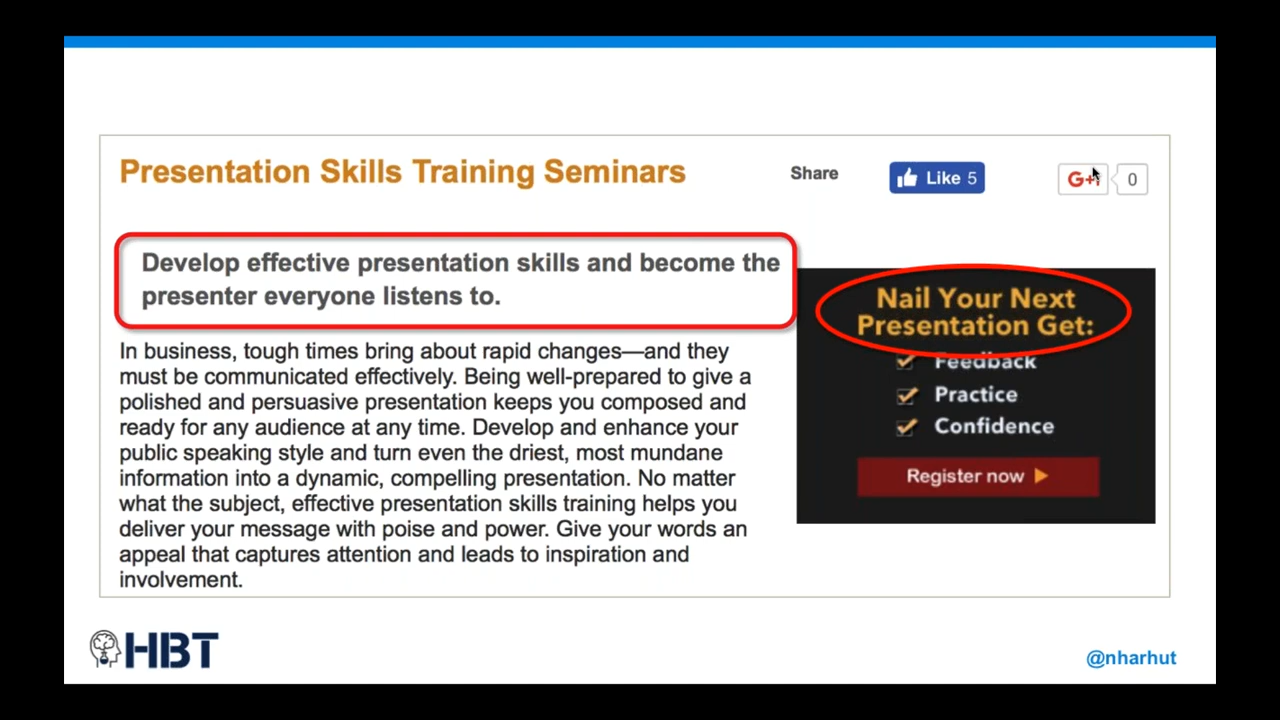 Presentation Skills Training Seminars
Share
Like 5
G+1
0
Develop effective presentation skills and become the
presenter everyone listens to.
In business, tough times bring about rapid changes—and they
must be communicated effectively. Being well-prepared to give a
polished and persuasive presentation keeps you composed and
ready for any audience at any time. Develop and enhance your
public speaking style and turn even the driest, most mundane
information into a dynamic, compelling presentation. No matter
what the subject, effective presentation skills training helps you
deliver your message with poise and power. Give your words an
appeal that captures attention and leads to inspiration and
involvement.
Nail Your Next
Presentation Get:
Feedback
Practice
Confidence
Register now
HBT
@nharhut